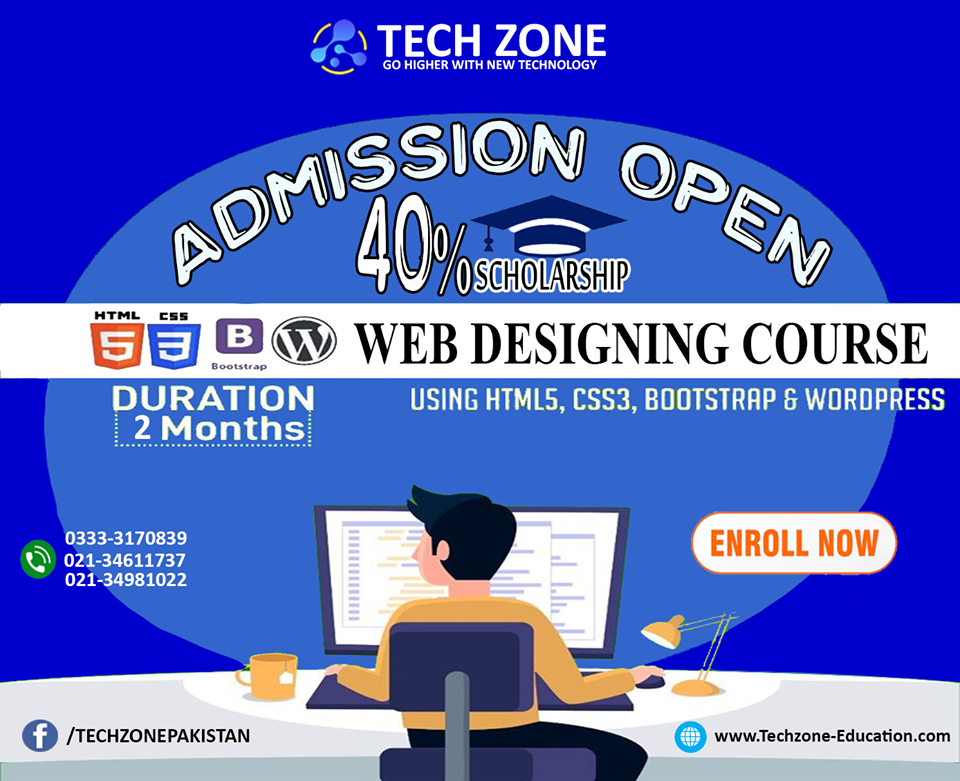 TECH ZONE
GO HIGHER WITH NEW TECHNOLOGY
ADMISSION OPEN
40% SCHOLARSHIP
HTML CSS
5 3 B W
Bootstrap
WEB DESIGNING COURSE
DURATION
2 Months
USING HTML5, CSS3, BOOTSTRAP & WORDPRESS
0333-3170839
021-34611737
021-34981022
ENROLL NOW
f /TECHZONEPAKISTAN
www.Techzone-Education.com